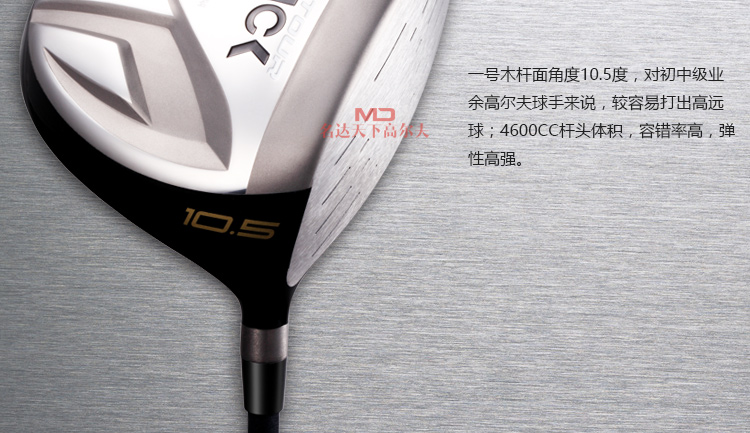 CK
TOUR
一号木杆面角度10.5度，对初中级业
余高尔夫球手来说，较容易打出高远
球；4600CC杆头体积，容错率高，弹
性高强。
MD
名达天下高尔夫
10.5